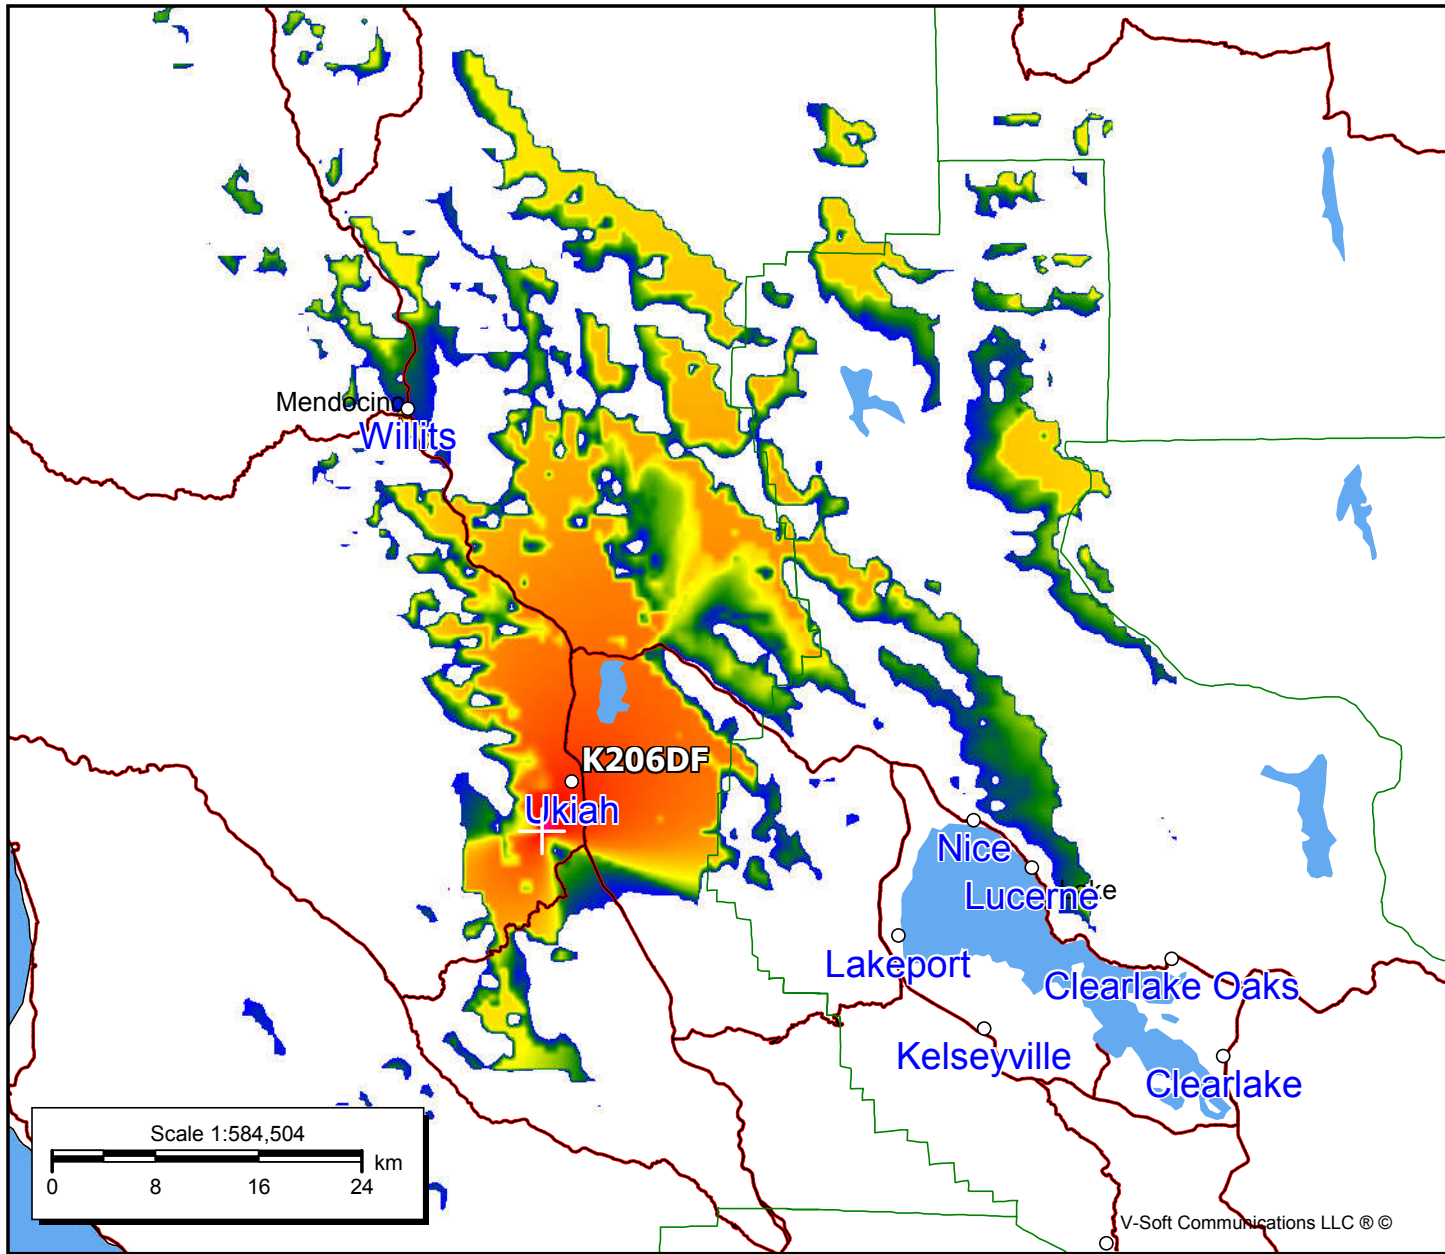 Mendocino
Willits
K206DF
Ukiah
Nice
Lucerne
Lake
Lakeport
Clearlake Oaks
Kelseyville
Clearlake
Scale 1:584,504
km
0 8 16 24
V-Soft Communications LLC ® ©